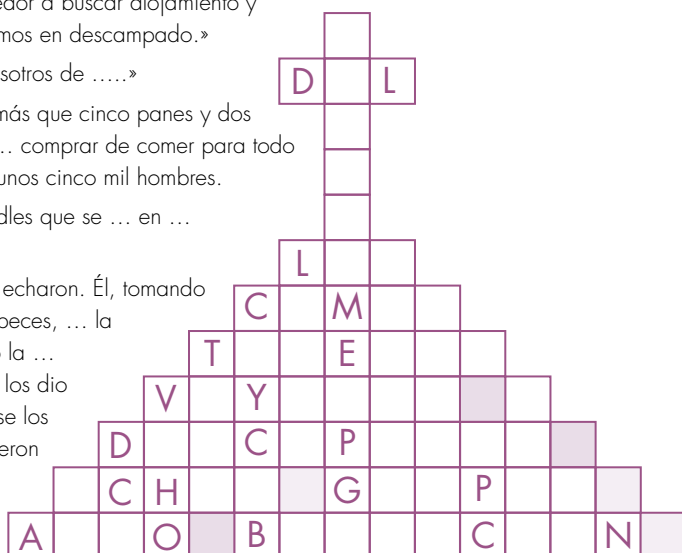 edor a buscar alojamiento y
mos en descampado.»
sotros de …..»
más que cinco panes y dos
… comprar de comer para todo
unos cinco mil hombres.
dles que se … en …
echaron. Él, tomando
peces, … la
la …
los dio
se los
eron
D L
L
C M
T E
V Y
D C P
C H G P
A O B C N